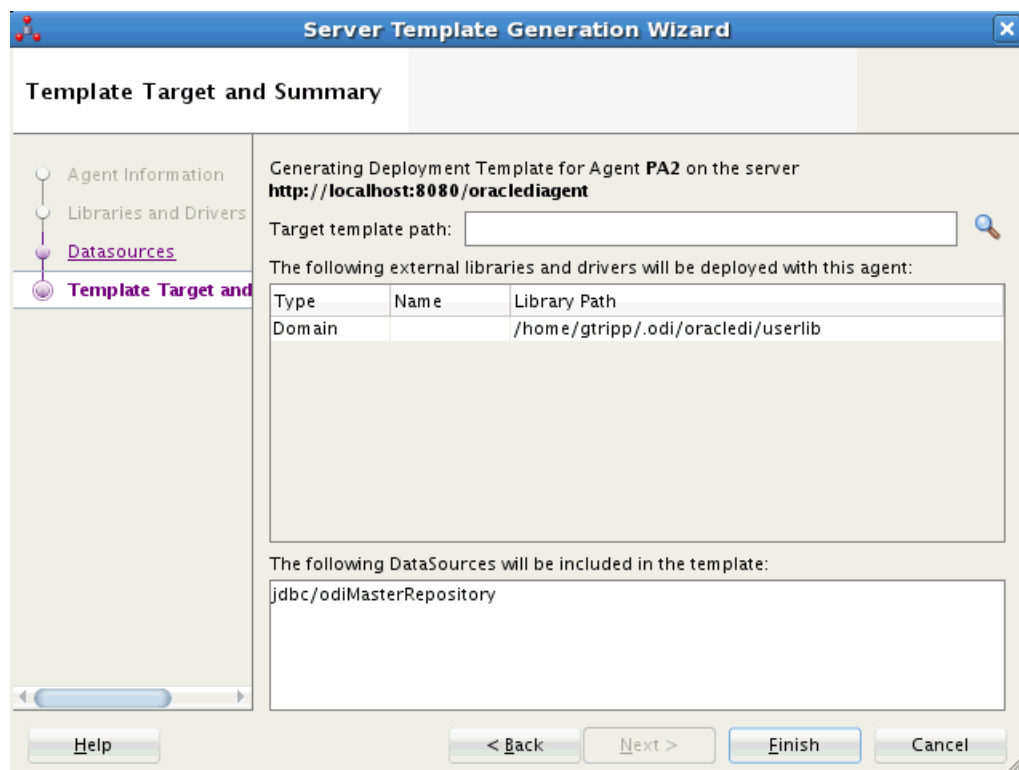 Server Template Generation Wizard
Template Target and Summary
Agent Information
Libraries and Drivers
Datasources
Template Target and
Generating Deployment Template for Agent PA2 on the server
http://localhost:8080/oraclediagent
Target template path:
The following external libraries and drivers will be deployed with this agent:
Type Name Library Path
Domain /home/gtripp/.odi/oracledi/userlib
The following DataSources will be included in the template:
jdbc/odiMasterRepository
Help < Back Next > Finish Cancel